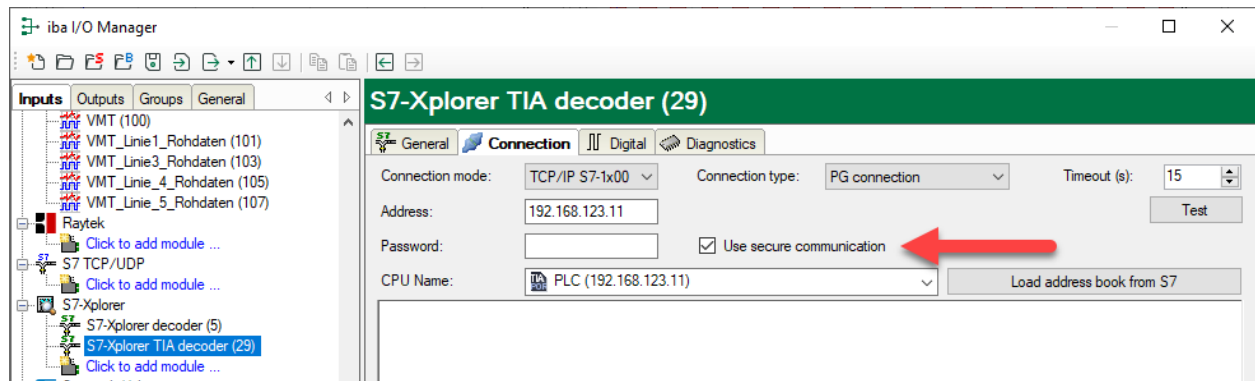 iba I/O Manager
Inputs Outputs Groups General
VMT (100)
VMT_Linie1_Rohdaten (101)
VMT_Linie3_Rohdaten (103)
VMT_Linie_4_Rohdaten (105)
VMT_Linie_5_Rohdaten (107)
Raytek
Click to add module ...
S7 TCP/UDP
Click to add module ...
S7-Xplorer
S7-Xplorer decoder (5)
S7-Xplorer TIA decoder (29)
Click to add module ...
S7-Xplorer TIA decoder (29)
General Connection Digital Diagnostics
Connection mode: TCP/IP S7-1x00 Connection type: PG connection Timeout (s): 15
Address: 192.168.123.11 Test
Password: Use secure communication
CPU Name: PLC (192.168.123.11) Load address book from S7